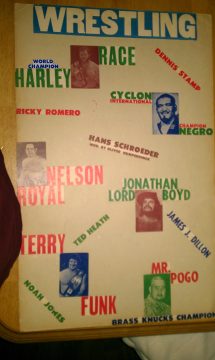 WRESTLING
WORLD
CHAMPION
HARLEY
RACE
DENNIS STAMP
CYCLON
INTERNATIONAL
CHAMPION
NEGRO
RICKY ROMERO
HANS SCHROEDER
NELSON
ROYAL
JONATHAN
LORD BOYD
JAMES J. DILLON
TED HEATH
TERRY
FUNK
MR.
POGO
NOAH JONES
BRASS KNUCKS CHAMPION